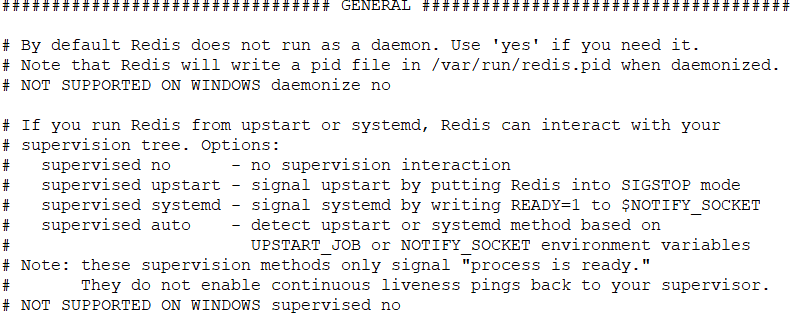 ################################# GENERAL #####################################

# By default Redis does not run as a daemon. Use 'yes' if you need it.
# Note that Redis will write a pid file in /var/run/redis.pid when daemonized.
# NOT SUPPORTED ON WINDOWS daemonize no

# If you run Redis from upstart or systemd, Redis can interact with your
# supervision tree. Options:
#   supervised no      - no supervision interaction
#   supervised upstart - signal upstart by putting Redis into SIGSTOP mode
#   supervised systemd - signal systemd by writing READY=1 to $NOTIFY_SOCKET
#   supervised auto    - detect upstart or systemd method based on
#                        UPSTART_JOB or NOTIFY_SOCKET environment variables
# Note: these supervision methods only signal "process is ready."
#       They do not enable continuous liveness pings back to your supervisor.
# NOT SUPPORTED ON WINDOWS supervised no